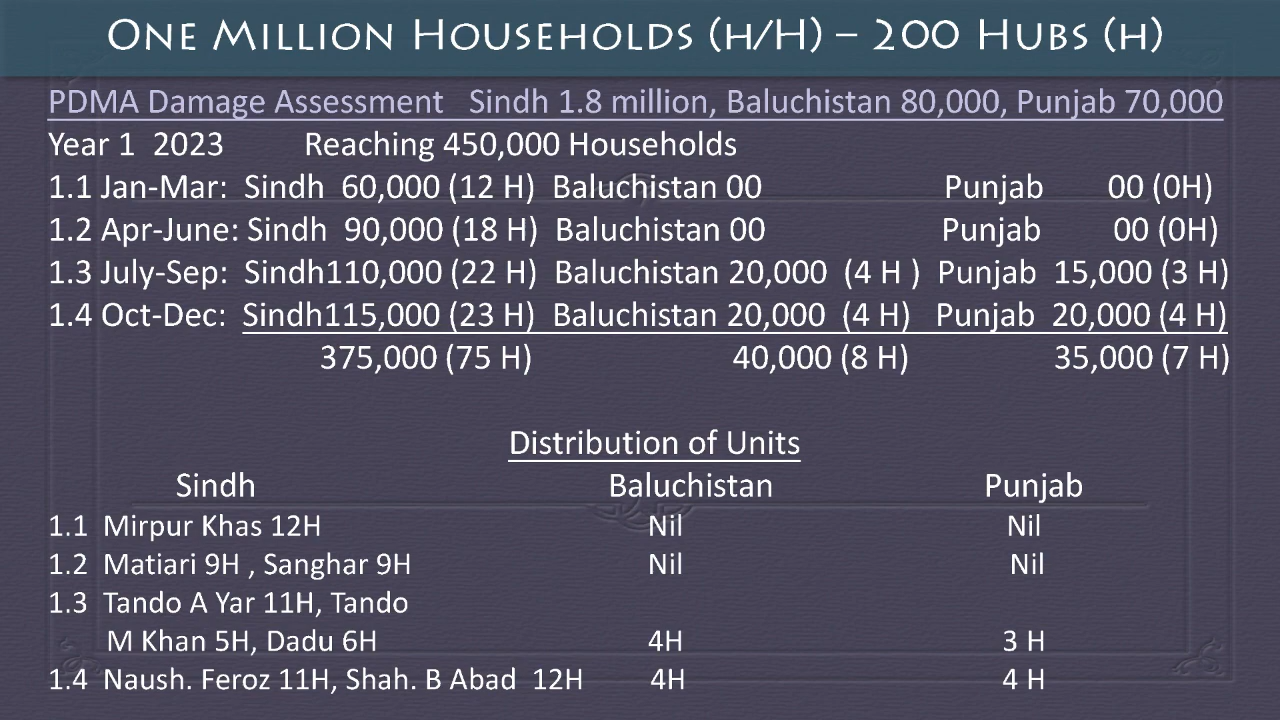 ONE MILLION HOUSEHOLDS (H/H) – 200 HUBS (H)
PDMA Damage Assessment Sindh 1.8 million, Baluchistan 80,000, Punjab 70,000
Year 1 2023 Reaching 450,000 Households
1.1 Jan-Mar: Sindh 60,000 (12 H) Baluchistan 00 Punjab 00 (0H)
1.2 Apr-June: Sindh 90,000 (18 H) Baluchistan 00 Punjab 00 (0H)
1.3 July-Sep: Sindh110,000 (22 H) Baluchistan 20,000 (4 H ) Punjab 15,000 (3 H)
1.4 Oct-Dec: Sindh115,000 (23 H) Baluchistan 20,000 (4 H) Punjab 20,000 (4 H)
375,000 (75 H) 40,000 (8 H) 35,000 (7 H)
Distribution of Units
Sindh Baluchistan Punjab
1.1 Mirpur Khas 12H Nil Nil
1.2 Matiari 9H , Sanghar 9H Nil Nil
1.3 Tando A Yar 11H, Tando
M Khan 5H, Dadu 6H 4H 3 H
1.4 Naush. Feroz 11H, Shah. B Abad 12H 4H 4 H